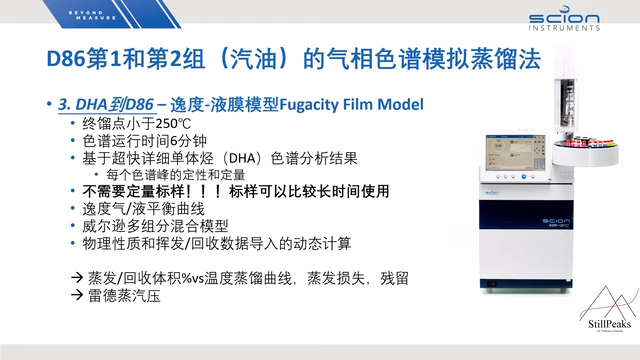 BEYOND
MEASURE
SCION
INSTRUMENTS
D86第1和第2组（汽油）的气相色谱模拟蒸馏法
• 3. DHA到D86 – 逸度-液膜模型Fugacity Film Model
• 终馏点小于250℃
• 色谱运行时间6分钟
• 基于超快详细单体烃（DHA）色谱分析结果
• 每个色谱峰的定性和定量
• 不需要定量标样！！！标样可以比较长时间使用
• 逸度气/液平衡曲线
• 威尔逊多组分混合模型
• 物理性质和挥发/回收数据导入的动态计算
→ 蒸发/回收体积%vs温度蒸馏曲线，蒸发损失，残留
→ 雷德蒸汽压
SCION
StillPeaks